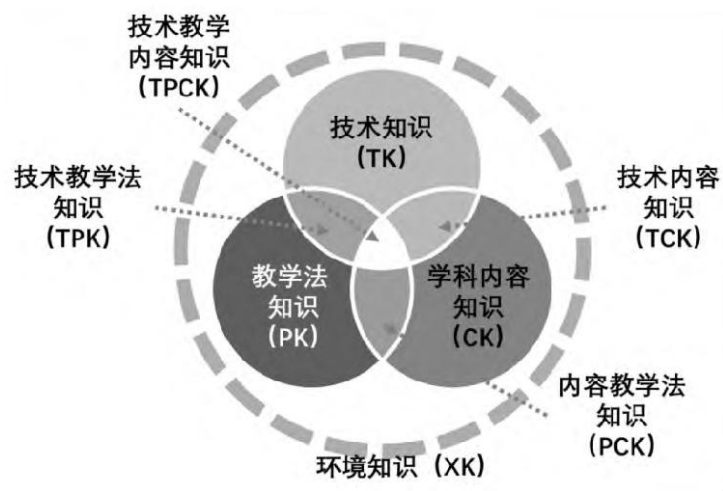 技术教学
内容知识
（TPCK）
技术知识
（TK）
技术教学法
知识
（TPK）
技术内容
知识
（TCK）
教学法
知识
（PK）
学科内容
知识
（CK）
内容教学法
知识
（PCK）
环境知识（XK）